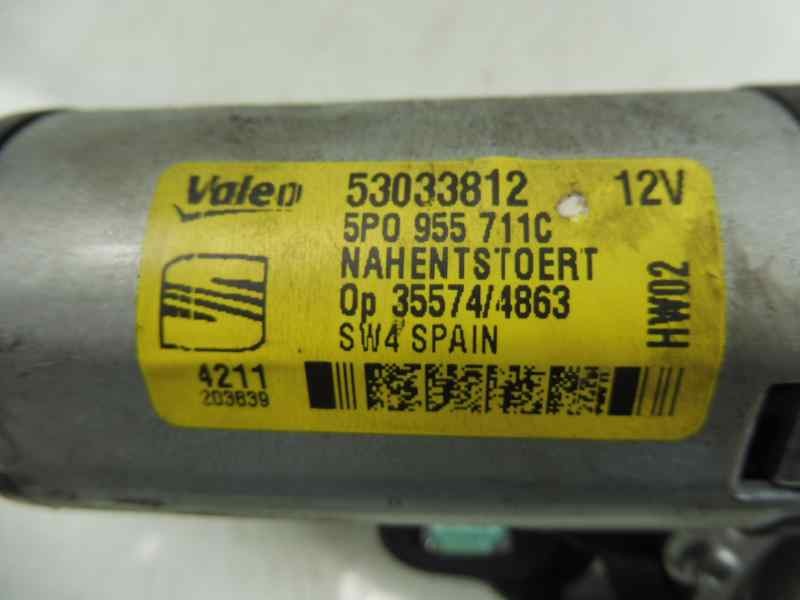 Valeo 53033812 12V
5P0 955 711C
NAHENTSTOERT
Op 35574/4863
SW4 SPAIN
HW02
4211
203639